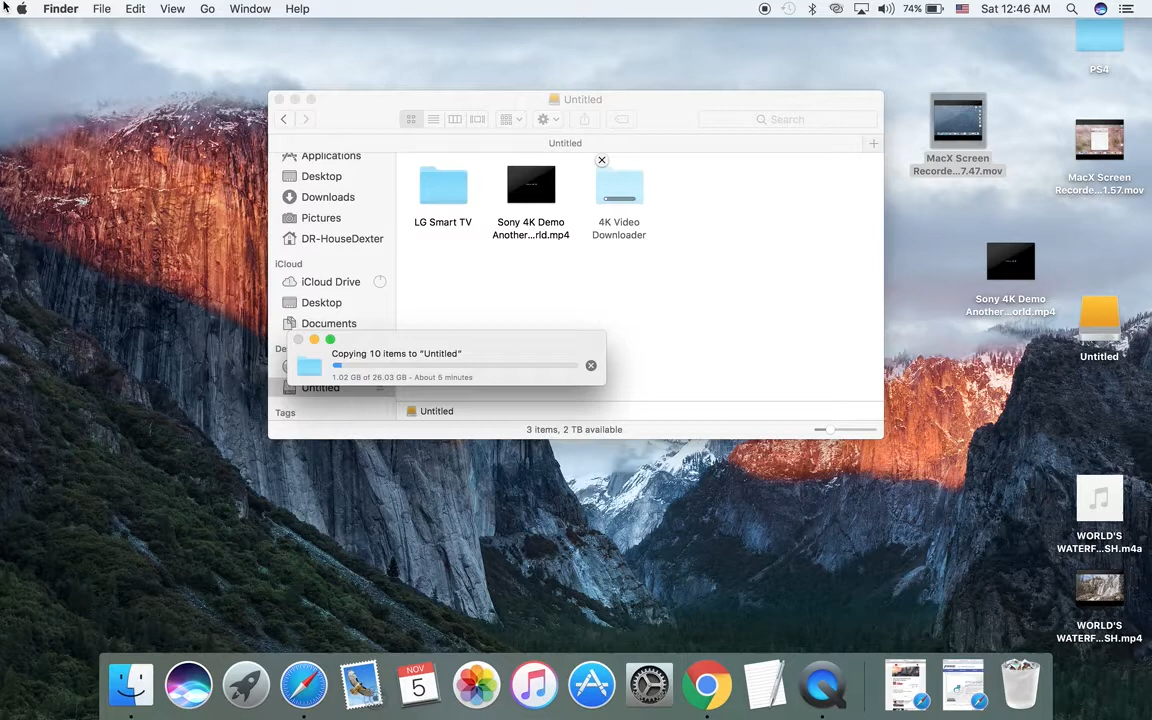 Finder File Edit View Go Window Help 74% Sat 12:46 AM
PS4
Untitled
Search
Untitled
Applications
Desktop
Downloads
Pictures
DR-HouseDexter
iCloud
iCloud Drive
Desktop
Documents
De
Untitled
Tags
LG Smart TV
Sony 4K Demo
Another...rld.mp4
4K Video
Downloader
Copying 10 items to "Untitled"
1.02 GB of 26.03 GB - About 5 minutes
Untitled
3 items, 2 TB available
MacX Screen
Recorde...7.47.mov
MacX Screen
Recorde...1.57.mov
Sony 4K Demo
Another...orld.mp4
Untitled
WORLD'S
WATERF...SH.m4a
WORLD'S
WATERF...SH.mp4
NOV
5